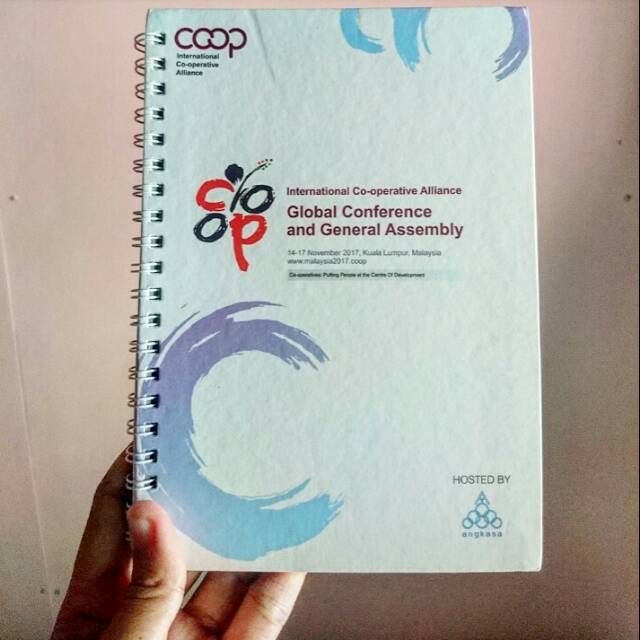 coop
International
Co-operative
Alliance
coop
International Co-operative Alliance
Global Conference
and General Assembly
14-17 November 2017, Kuala Lumpur, Malaysia
www.malaysia2017.coop
Co-operatives: Putting People at the Centre Of Development
HOSTED BY
angkasa